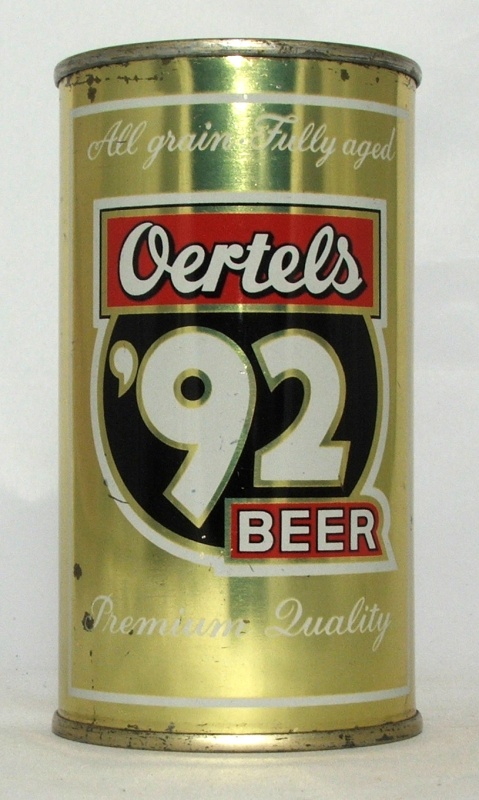 All grain Fully aged
Oertels
'92
BEER
Premium Quality